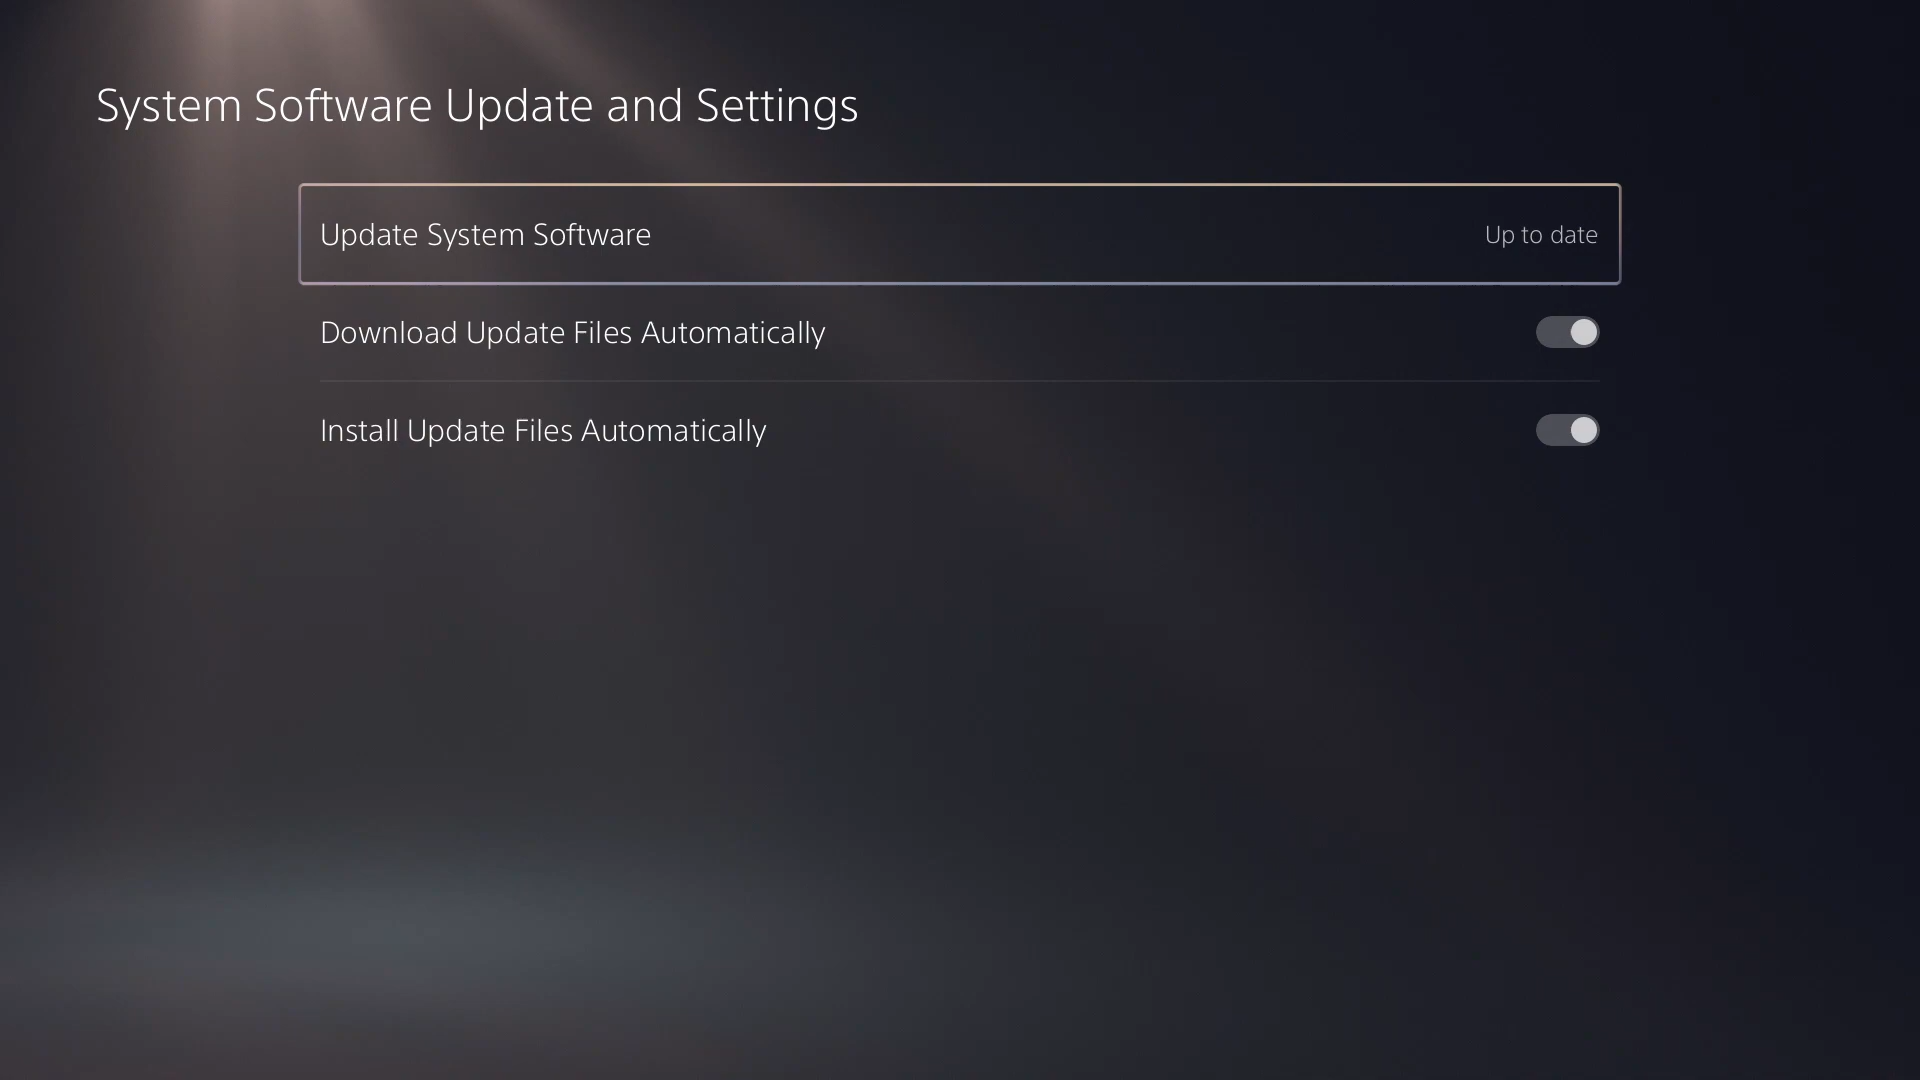 System Software Update and Settings
Update System Software Up to date
Download Update Files Automatically
Install Update Files Automatically